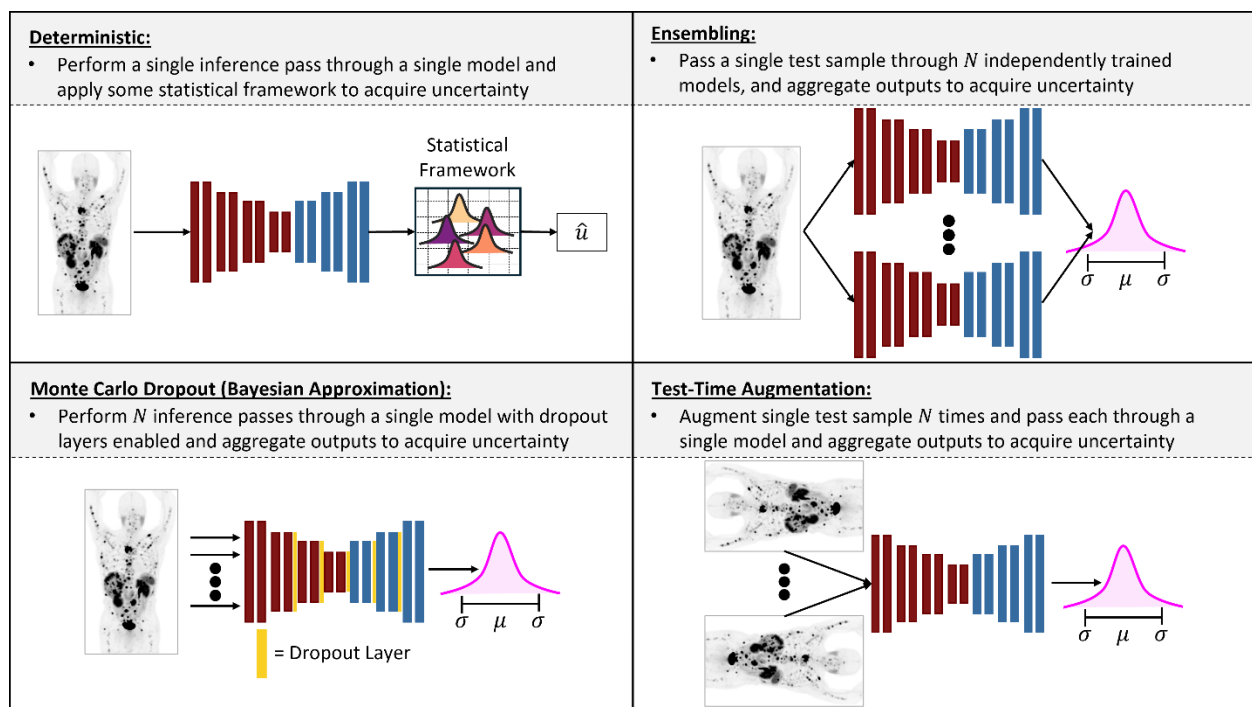 Deterministic:
• Perform a single inference pass through a single model and
apply some statistical framework to acquire uncertainty
Statistical
Framework
û
Ensembling:
• Pass a single test sample through N independently trained
models, and aggregate outputs to acquire uncertainty
σ μ σ
Monte Carlo Dropout (Bayesian Approximation):
• Perform N inference passes through a single model with dropout
layers enabled and aggregate outputs to acquire uncertainty
σ μ σ
= Dropout Layer
Test-Time Augmentation:
• Augment single test sample N times and pass each through a
single model and aggregate outputs to acquire uncertainty
σ μ σ